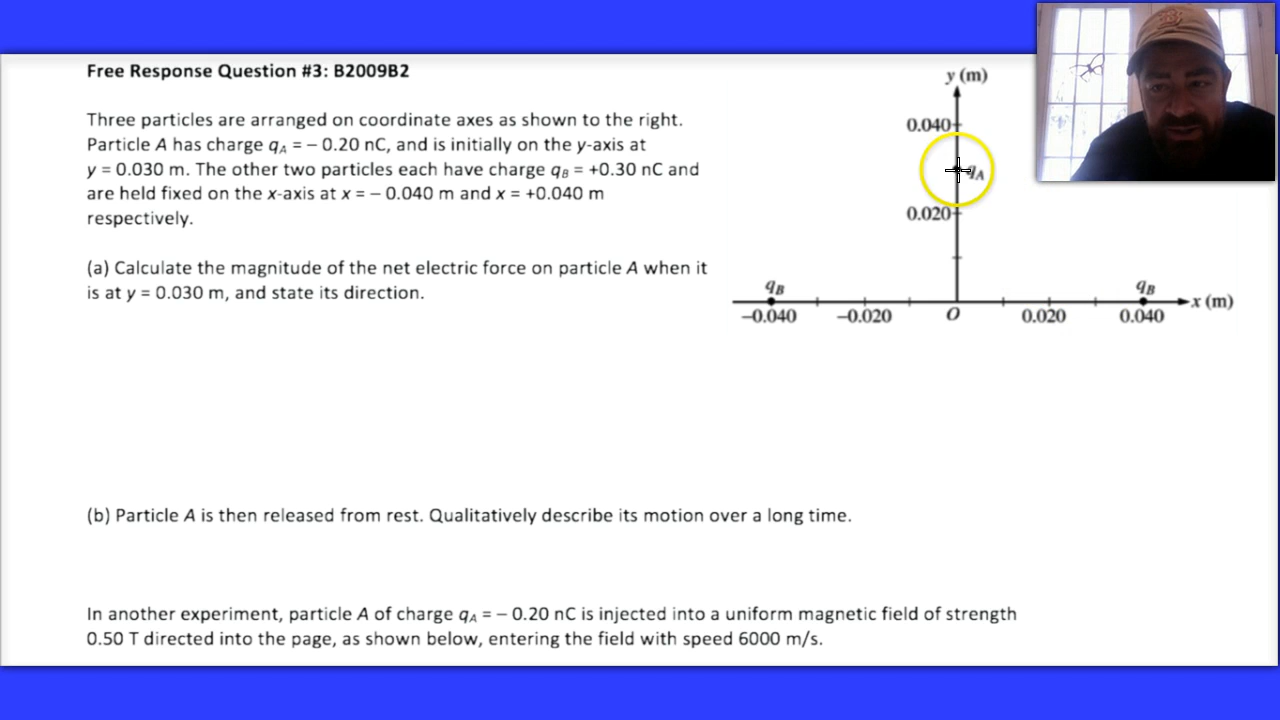 Free Response Question #3: B2009B2
Three particles are arranged on coordinate axes as shown to the right.
Particle A has charge qA = – 0.20 nC, and is initially on the y-axis at
y = 0.030 m. The other two particles each have charge qB = +0.30 nC and
are held fixed on the x-axis at x = – 0.040 m and x = +0.040 m
respectively.
(a) Calculate the magnitude of the net electric force on particle A when it
is at y = 0.030 m, and state its direction.
y (m)
0.040
qA
0.020
qB
qB
x (m)
–0.040
–0.020
O
0.020
0.040
(b) Particle A is then released from rest. Qualitatively describe its motion over a long time.
In another experiment, particle A of charge qA = – 0.20 nC is injected into a uniform magnetic field of strength
0.50 T directed into the page, as shown below, entering the field with speed 6000 m/s.